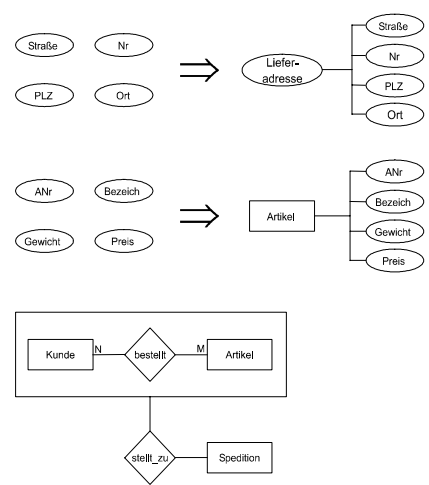 Straße Nr
PLZ Ort
Liefer-
adresse
Straße
Nr
PLZ
Ort
ANr Bezeich
Gewicht Preis
Artikel
ANr
Bezeich
Gewicht
Preis
Kunde N bestellt M Artikel
stellt_zu Spedition